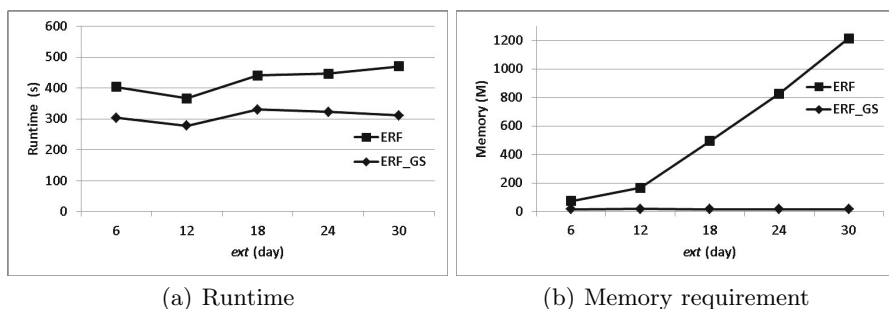 600
500
400
300
200
100
0
Runtime (s)
ERF
ERF_GS
6 12 18 24 30
ext (day)
(a) Runtime
1200
1000
800
600
400
200
0
Memory (M)
ERF
ERF_GS
6 12 18 24 30
ext (day)
(b) Memory requirement